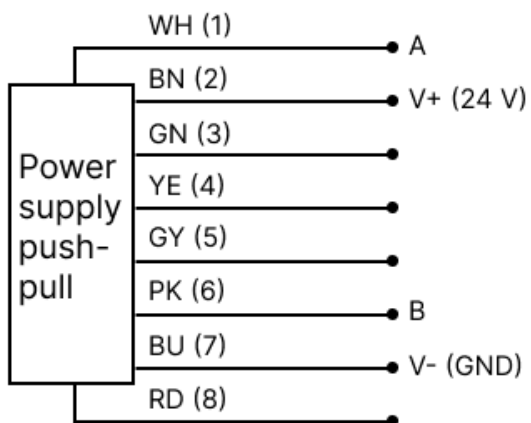 WH (1)
A
BN (2)
V+ (24 V)
GN (3)
YE (4)
GY (5)
PK (6)
B
BU (7)
V- (GND)
RD (8)
Power
supply
push-
pull